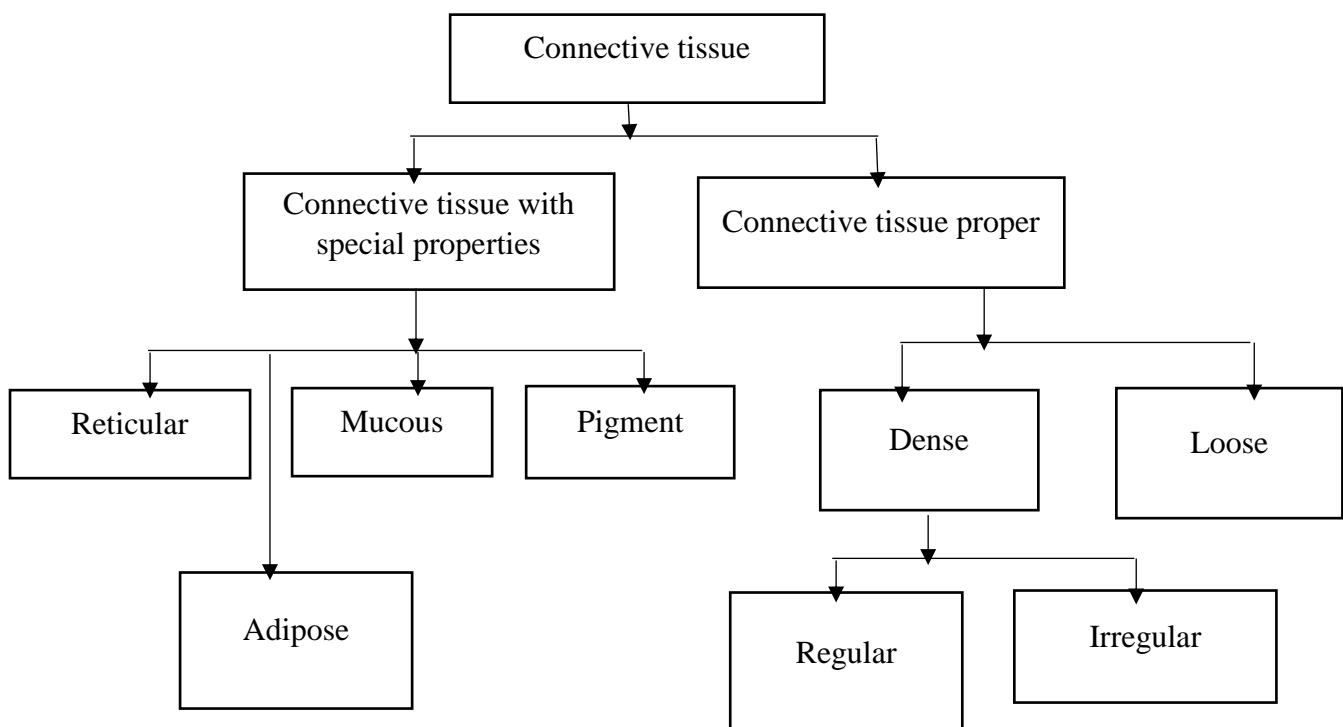 Connective tissue
Connective tissue with
special properties
Connective tissue proper
Reticular
Mucous
Pigment
Dense
Loose
Adipose
Regular
Irregular